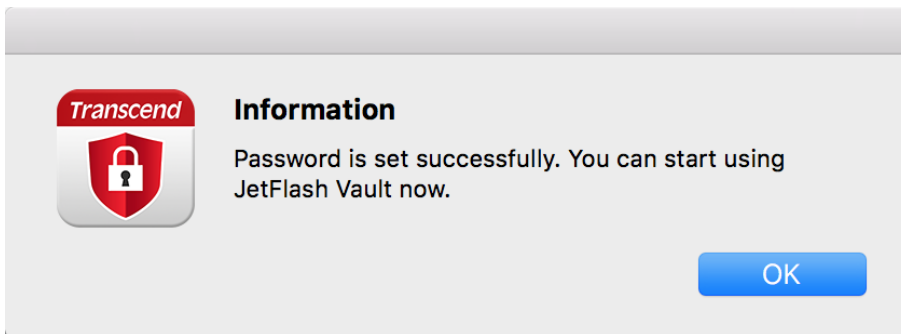 Transcend
Information
Password is set successfully. You can start using
JetFlash Vault now.
OK